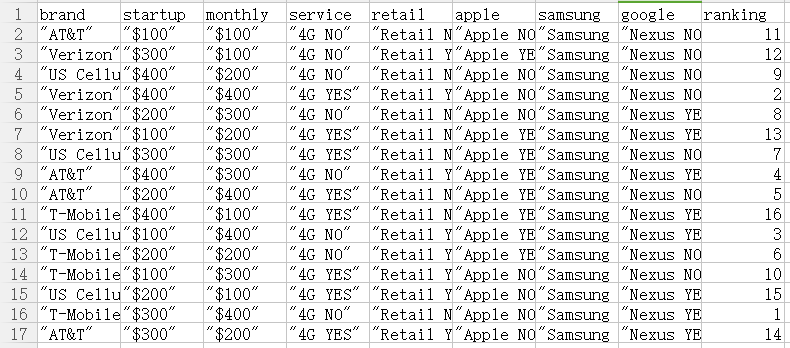 1 brand startup monthly service retail apple samsung google ranking
2 "AT&T" "$100" "$100" "4G NO" "Retail N "Apple NO "Samsung "Nexus NO 11
3 "Verizon" "$300" "$100" "4G NO" "Retail Y "Apple YE "Samsung "Nexus NO 12
4 "US Cellu "$400" "$200" "4G NO" "Retail N "Apple NO "Samsung "Nexus NO 9
5 "Verizon" "$400" "$400" "4G YES" "Retail Y "Apple NO "Samsung "Nexus NO 2
6 "Verizon" "$200" "$300" "4G NO" "Retail N "Apple NO "Samsung "Nexus YE 8
7 "Verizon" "$100" "$200" "4G YES" "Retail N "Apple YE "Samsung "Nexus YE 13
8 "US Cellu "$300" "$300" "4G YES" "Retail N "Apple YE "Samsung "Nexus NO 7
9 "AT&T" "$400" "$300" "4G NO" "Retail Y "Apple YE "Samsung "Nexus YE 4
10 "AT&T" "$200" "$400" "4G YES" "Retail N "Apple YE "Samsung "Nexus NO 5
11 "T-Mobile "$400" "$100" "4G YES" "Retail N "Apple YE "Samsung "Nexus YE 16
12 "US Cellu "$100" "$400" "4G NO" "Retail Y "Apple YE "Samsung "Nexus YE 3
13 "T-Mobile "$200" "$200" "4G NO" "Retail Y "Apple YE "Samsung "Nexus NO 6
14 "T-Mobile "$100" "$300" "4G YES" "Retail Y "Apple NO "Samsung "Nexus NO 10
15 "US Cellu "$200" "$100" "4G YES" "Retail Y "Apple NO "Samsung "Nexus YE 15
16 "T-Mobile "$300" "$400" "4G NO" "Retail N "Apple NO "Samsung "Nexus YE 1
17 "AT&T" "$300" "$200" "4G YES" "Retail Y "Apple NO "Samsung "Nexus YE 14